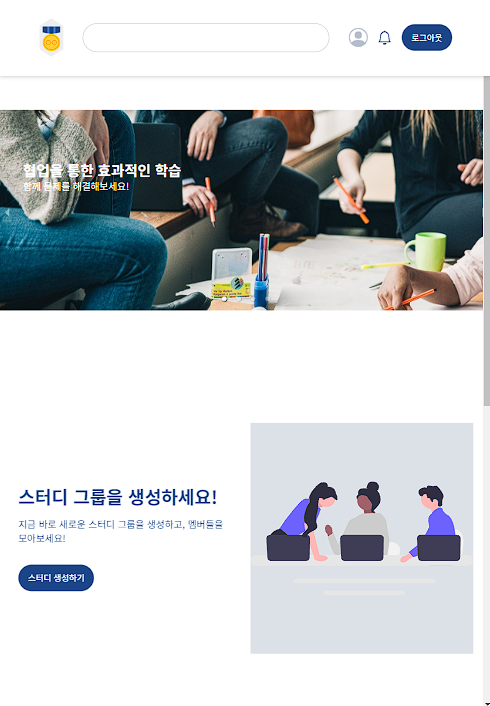 로그아웃
협업을 통한 효과적인 학습
함께 문제를 해결해보세요!
스터디 그룹을 생성하세요!
지금 바로 새로운 스터디 그룹을 생성하고, 멤버들을
모아보세요!
스터디 생성하기